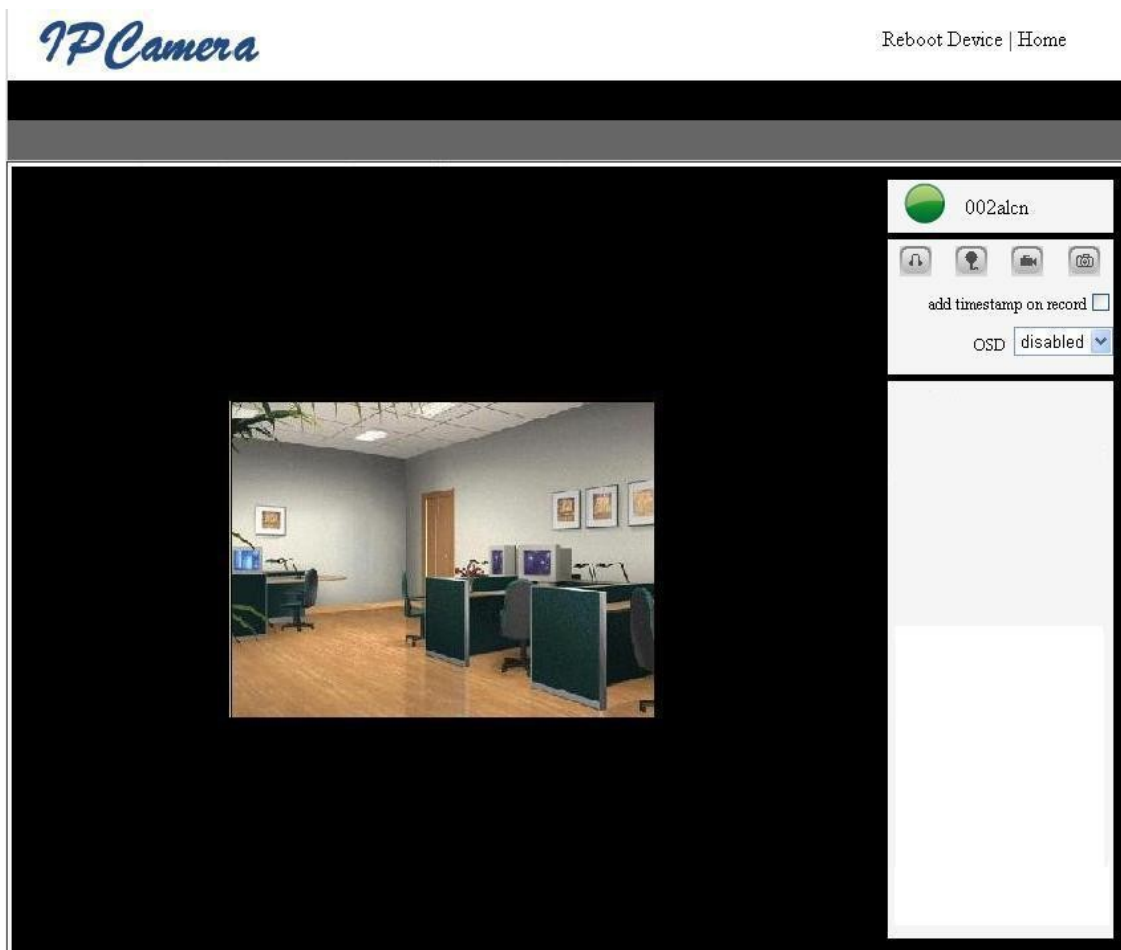 IPCamera
Reboot Device | Home
002alcn
add timestamp on record
OSD disabled